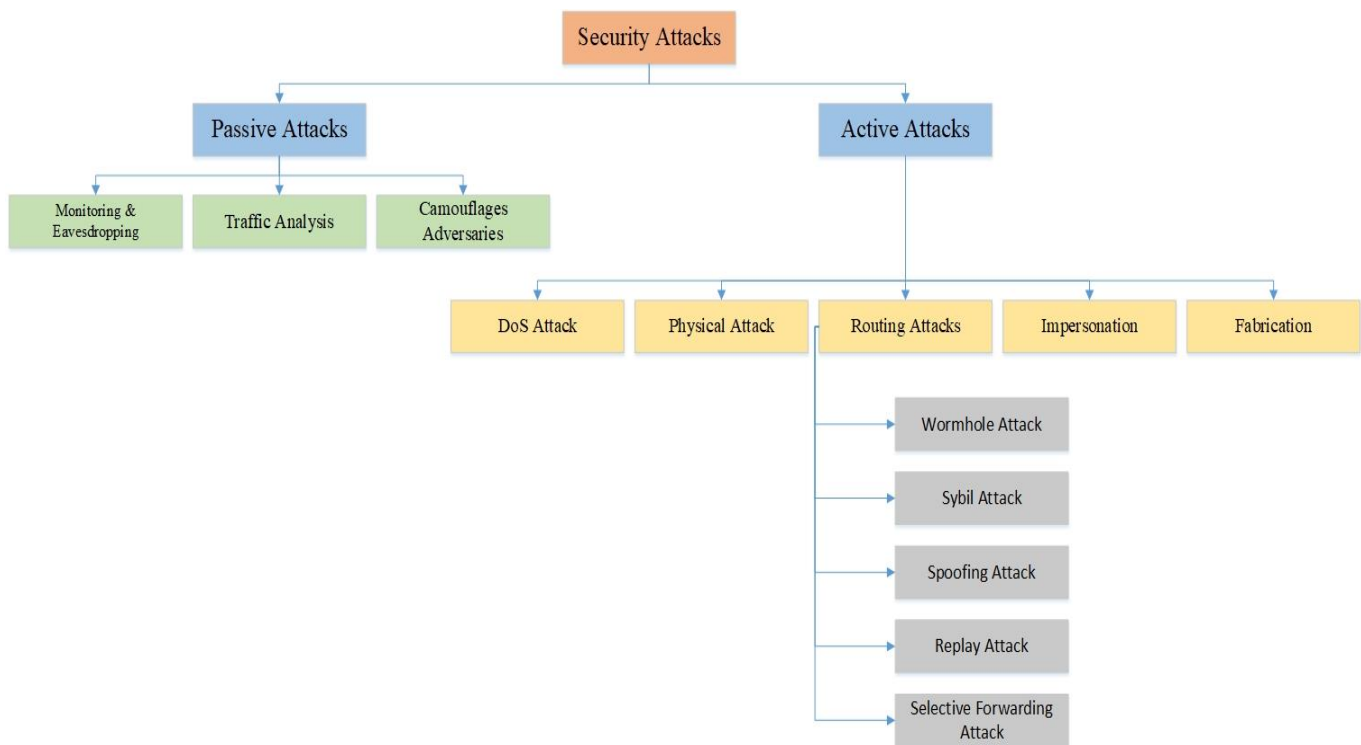 Security Attacks
Passive Attacks
Active Attacks
Monitoring &
Eavesdropping
Traffic Analysis
Camouflages
Adversaries
DoS Attack
Physical Attack
Routing Attacks
Impersonation
Fabrication
Wormhole Attack
Sybil Attack
Spoofing Attack
Replay Attack
Selective Forwarding
Attack